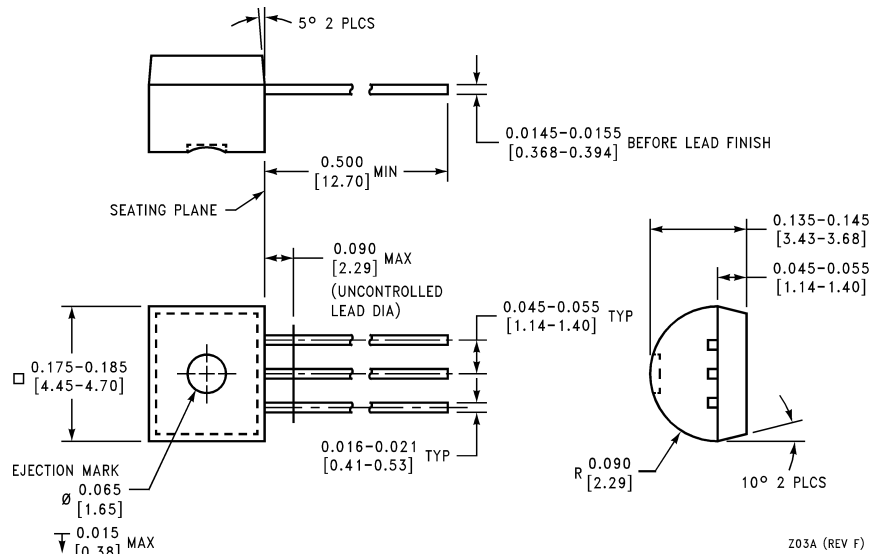 5° 2 PLCS
0.0145-0.0155
[0.368-0.394] BEFORE LEAD FINISH
0.500
[12.70] MIN
SEATING PLANE
0.135-0.145
[3.43-3.68]
0.090
[2.29] MAX
(UNCONTROLLED
LEAD DIA)
0.045-0.055
[1.14-1.40]
0.045-0.055
[1.14-1.40] TYP
□ 0.175-0.185
[4.45-4.70]
0.016-0.021
[0.41-0.53] TYP
EJECTION MARK
Ø 0.065
[1.65]
R 0.090
[2.29]
10° 2 PLCS
↧ 0.015
[0.38] MAX
Z03A (REV F)